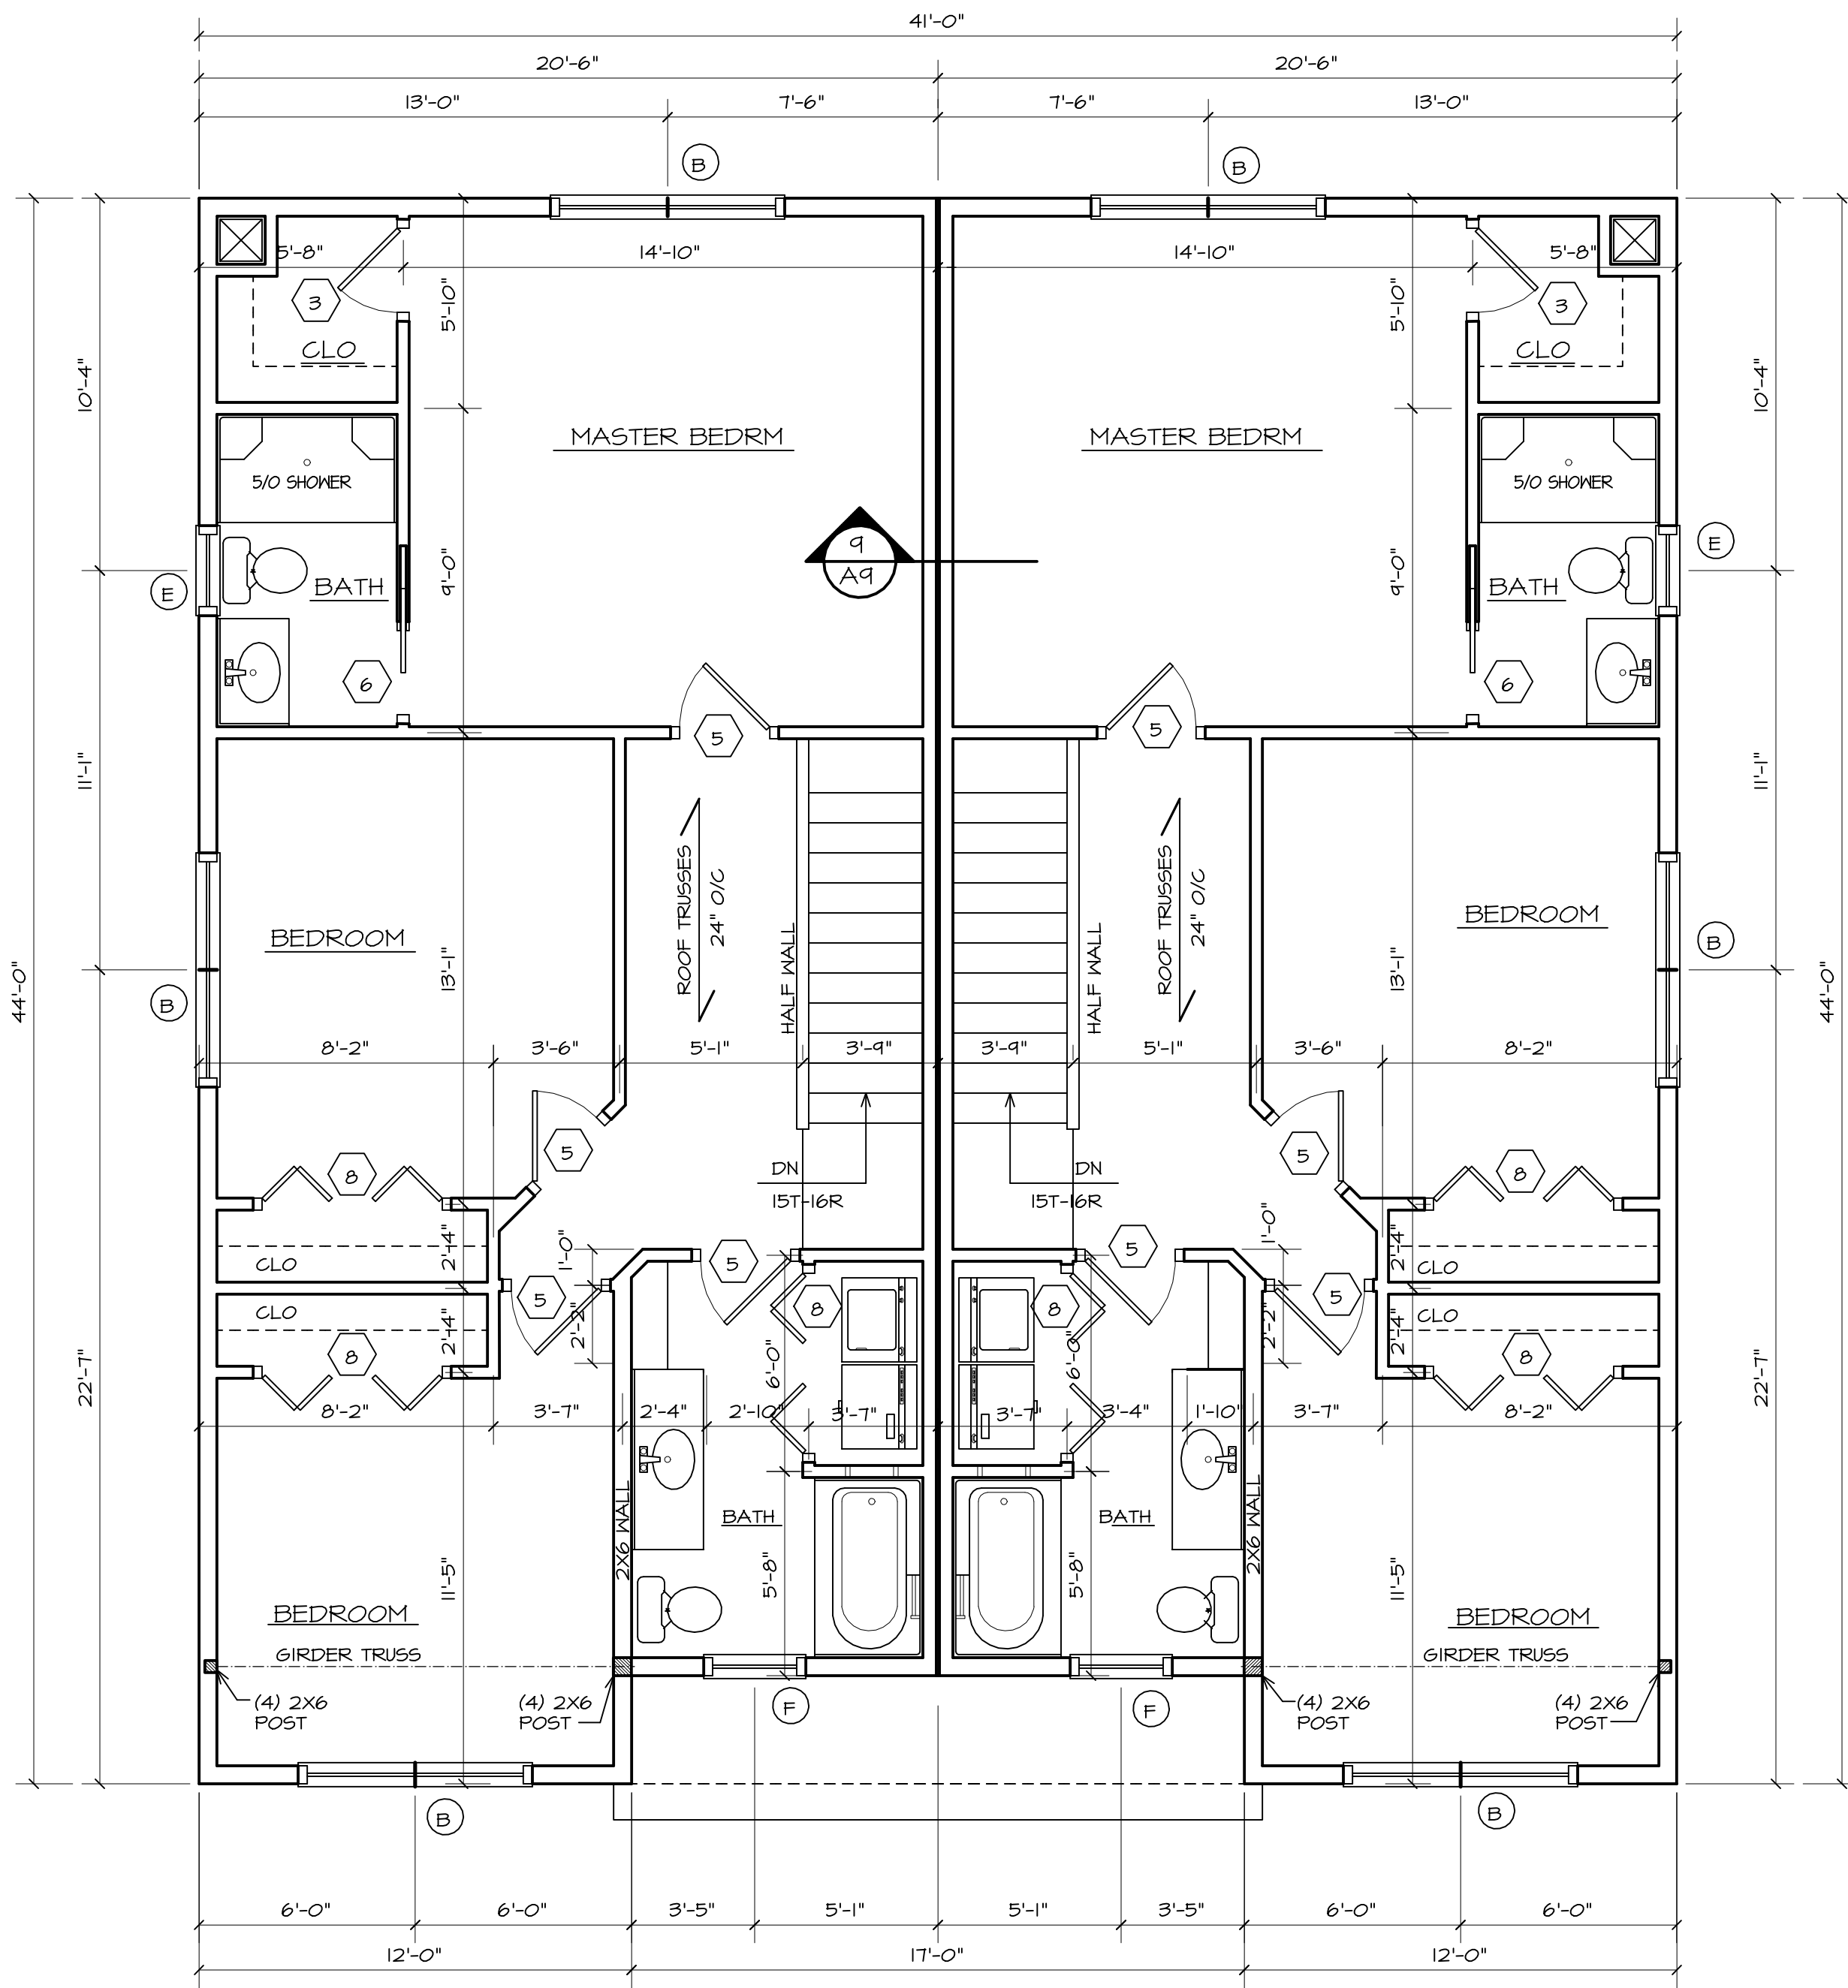 41'-0"
20'-6" 20'-6"
13'-0" 7'-6" 7'-6" 13'-0"
B B
5'-8" 14'-10" 14'-10" 5'-8"
3 3
5'-10" 5'-10"
CLO CLO
10'-4" 10'-4"
MASTER BEDRM MASTER BEDRM
5/0 SHOWER 5/0 SHOWER
9
A9
E E
BATH BATH
9'-0" 9'-0"
6 6
5 5
11'-1" 11'-1"
ROOF TRUSSES ROOF TRUSSES
24" O/C 24" O/C
HALF WALL HALF WALL
BEDROOM BEDROOM
13'-1" 13'-1"
44'-0" 44'-0"
B B
8'-2" 3'-6" 5'-1" 3'-9" 3'-9" 5'-1" 3'-6" 8'-2"
5 5
8 8
DN DN
15T-16R 15T-16R
1'-0" 1'-0"
2'-4" 2'-4"
CLO CLO
5 5
5 5
8 8
CLO CLO
2'-4" 2'-4"
2'-2" 2'-2"
8 8
6'-0" 6'-0"
22'-7" 22'-7"
8'-2" 3'-7" 2'-4" 2'-10" 3'-7" 3'-7" 3'-4" 1'-10" 3'-7" 8'-2"
2X6 WALL 2X6 WALL
BATH BATH
5'-8" 5'-8"
11'-5" 11'-5"
BEDROOM BEDROOM
GIRDER TRUSS GIRDER TRUSS
(4) 2X6
POST
(4) 2X6
POST
(4) 2X6
POST
(4) 2X6
POST
F F
B B
6'-0" 6'-0" 3'-5" 5'-1" 5'-1" 3'-5" 6'-0" 6'-0"
12'-0" 17'-0" 12'-0"